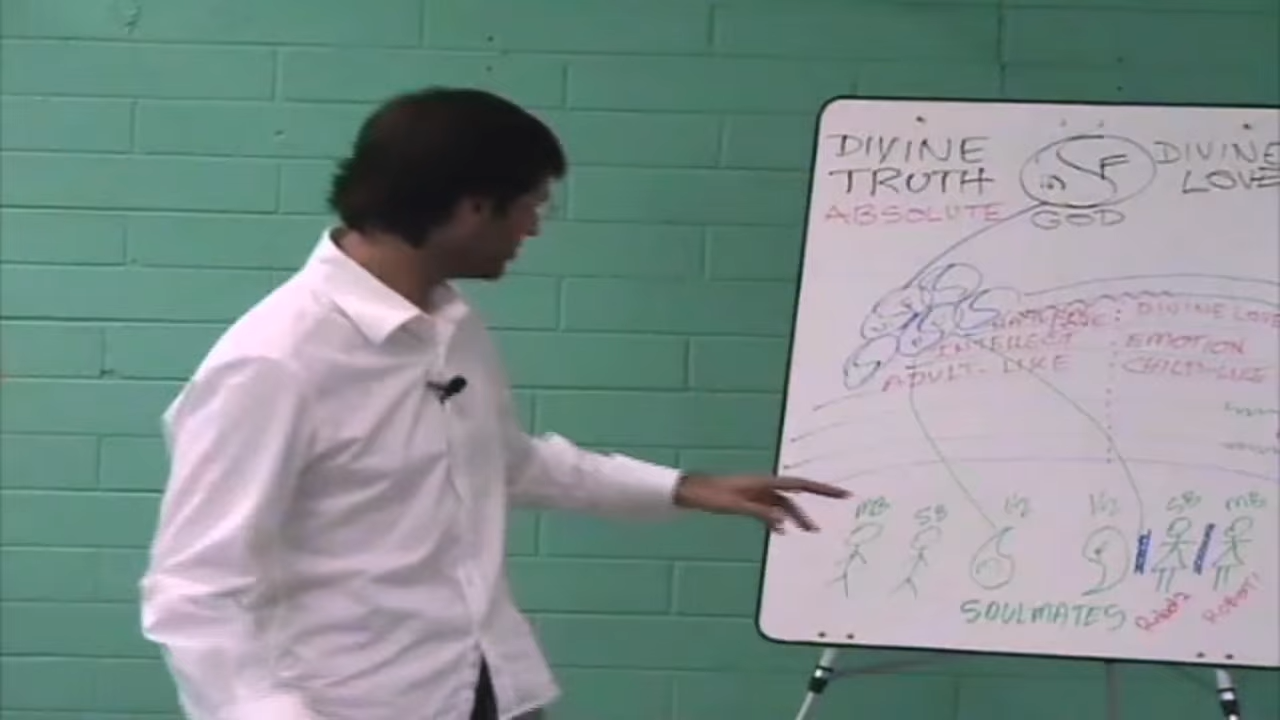 DIVINE
TRUTH
ABSOLUTE
GOD
DIVINE
LOVE
: DIVINE LOVE
INTELLECT : EMOTION
ADULT-LIKE : CHILD-LIKE
MB SB 1/2 1/2 SB MB
SOULMATES
ROBOT ROBOT